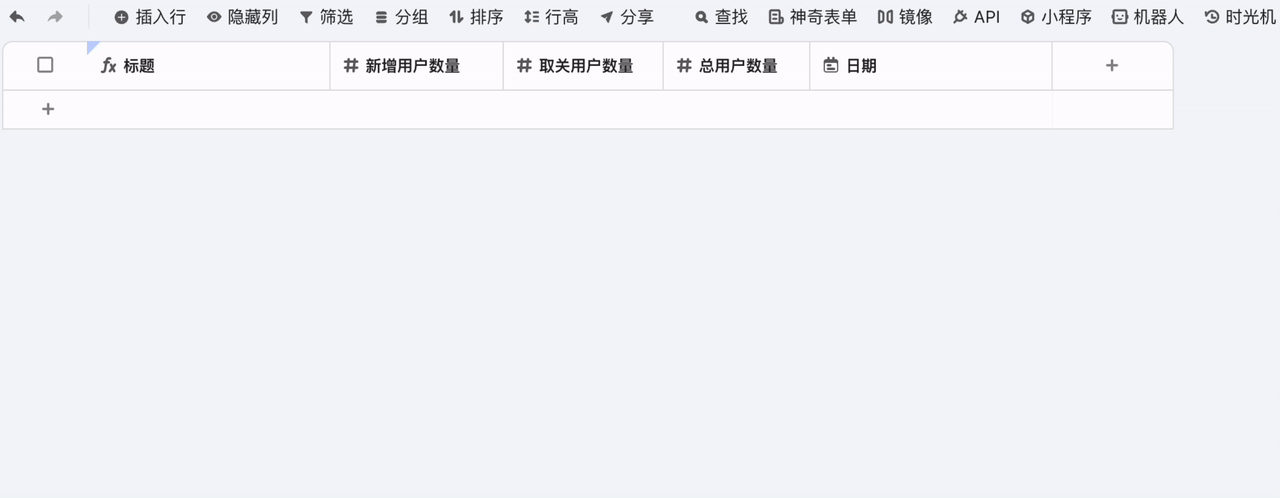 插入行 隐藏列 筛选 分组 排序 行高 分享 查找 神奇表单 镜像 API 小程序 机器人 时光机
fx 标题 # 新增用户数量 # 取关用户数量 # 总用户数量 日期 +
+